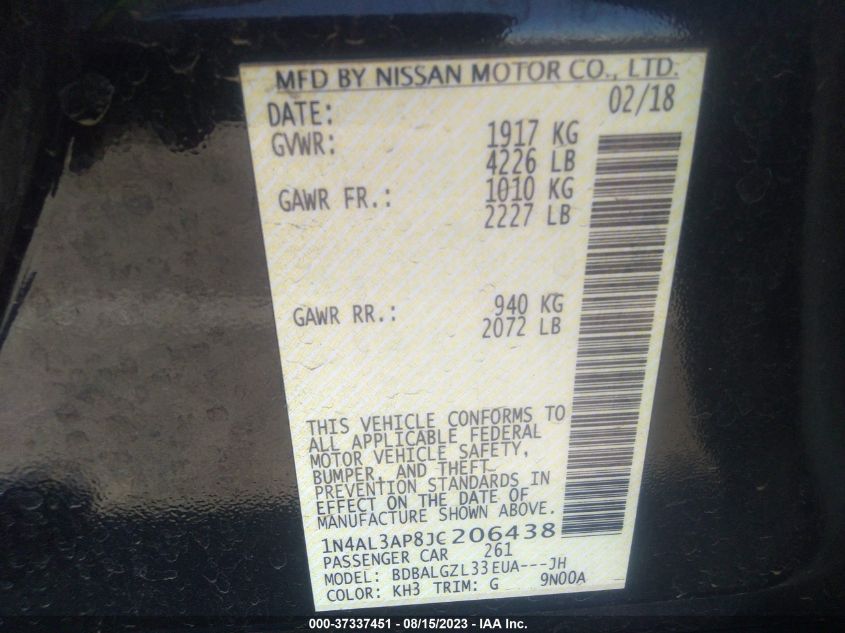 MFD BY NISSAN MOTOR CO., LTD.
DATE: 02/18
GVWR: 1917 KG
4226 LB
GAWR FR.: 1010 KG
2227 LB
GAWR RR.: 940 KG
2072 LB
THIS VEHICLE CONFORMS TO
ALL APPLICABLE FEDERAL
MOTOR VEHICLE SAFETY,
BUMPER, AND THEFT
PREVENTION STANDARDS IN
EFFECT ON THE DATE OF
MANUFACTURE SHOWN ABOVE.
1N4AL3AP8JC206438
PASSENGER CAR 261
MODEL: BDBALGZL33EUA---JH
COLOR: KH3 TRIM: G 9N00A
000-37337451 - 08/15/2023 - IAA Inc.